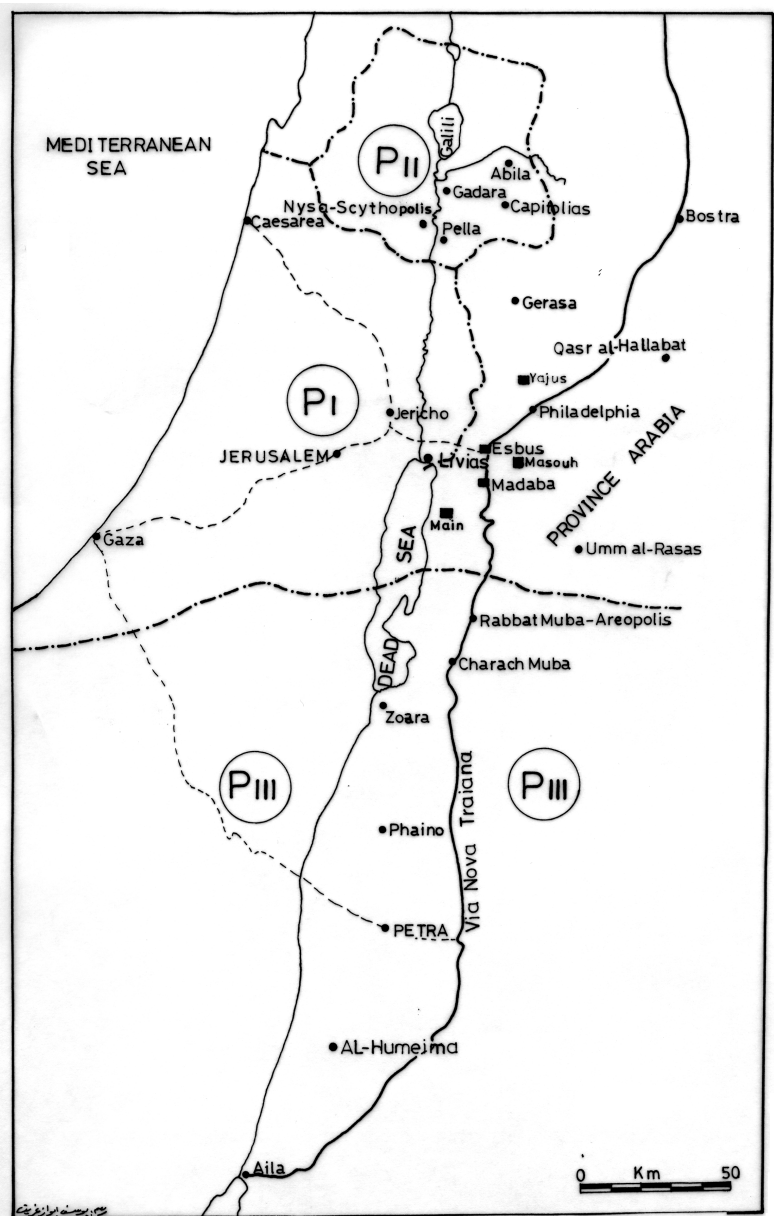 MEDITERRANEAN
SEA
PII
Galili
Abila
Gadara
Nysa-Scythopolis
Capitolias
Caesarea
Pella
Bostra
Gerasa
Qasr al-Hallabat
Yajus
PI
Jericho
Philadelphia
JERUSALEM
Livias
Esbus
Masouh
Madaba
PROVINCE ARABIA
Main
Gaza
DEAD SEA
Umm al-Rasas
Rabbat Muba-Areopolis
Charach Muba
Zoara
PIII
PIII
Via Nova Traiana
Phaino
PETRA
AL-Humeima
Aila
0 Km 50